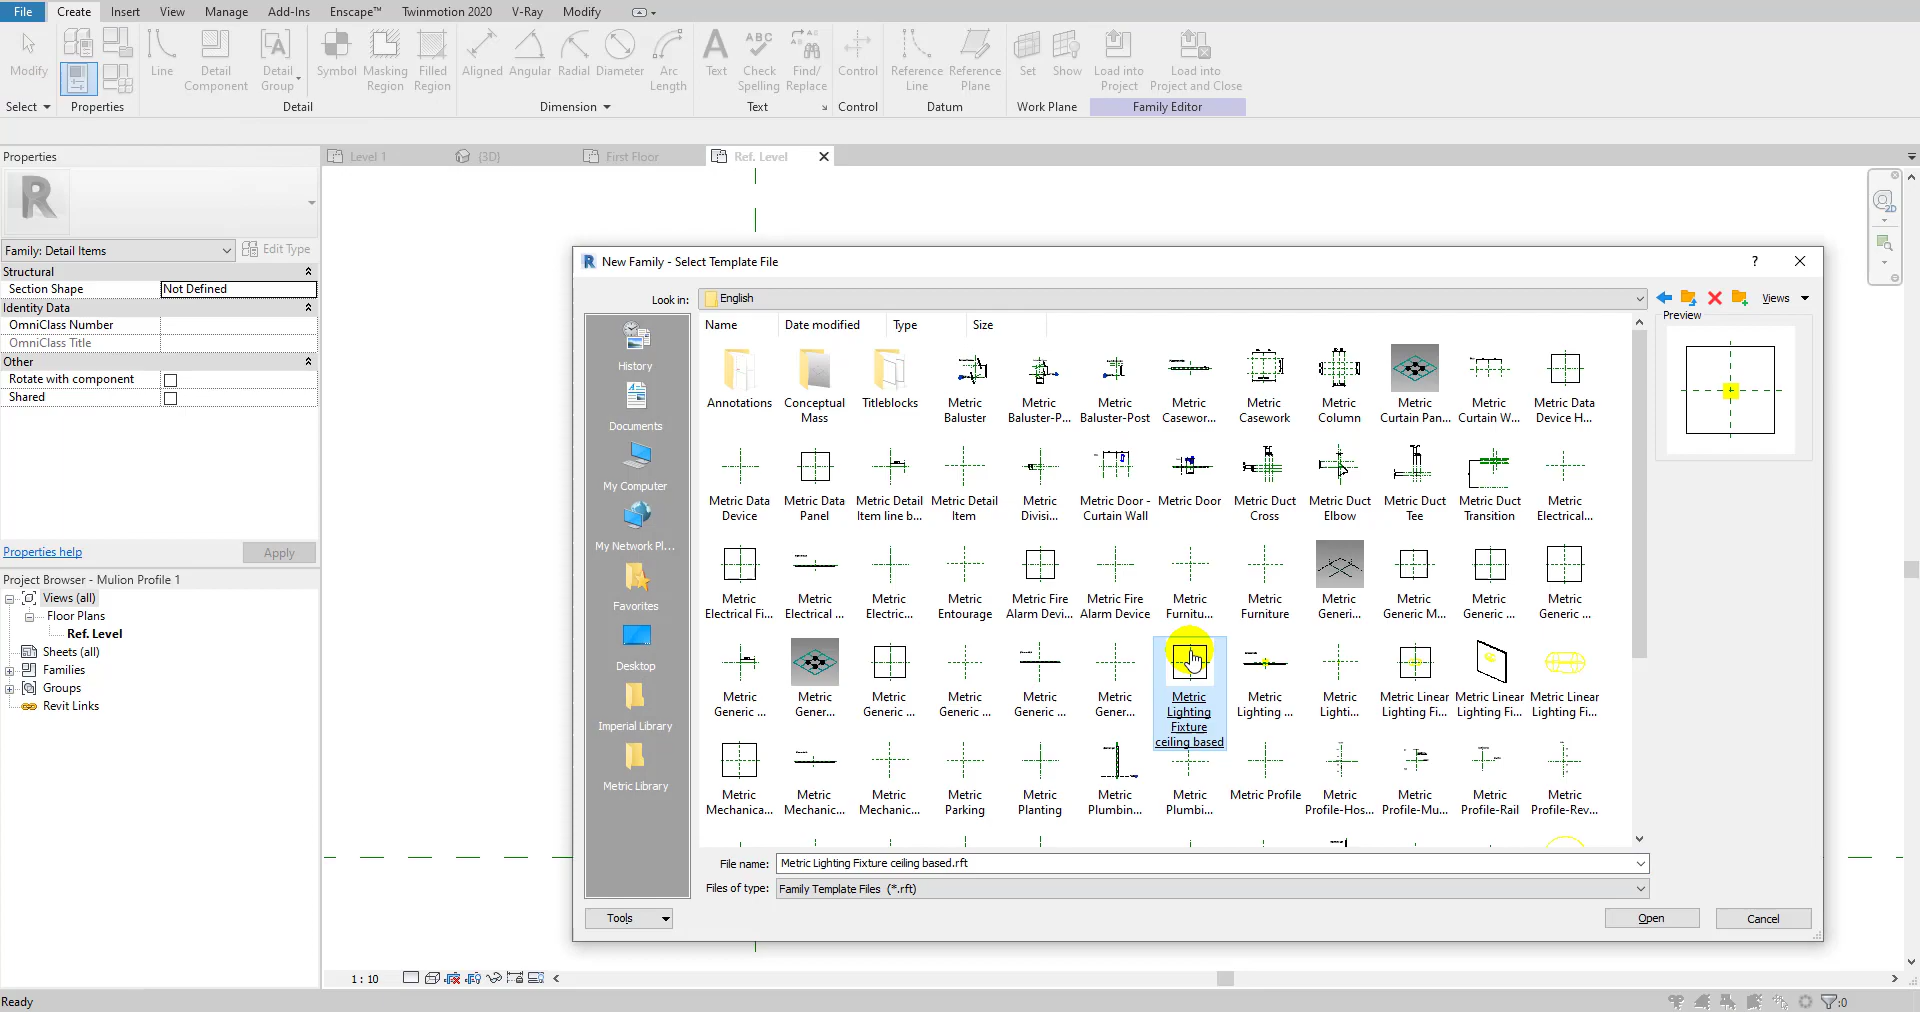 File Create Insert View Manage Add-Ins Enscape™ Twinmotion 2020 V-Ray Modify
Modify Line Detail Component Detail Group Symbol Masking Region Filled Region Aligned Angular Radial Diameter Arc Length Text Check Spelling Find/ Replace Control Reference Line Reference Plane Set Show Load into Project Load into Project and Close
Select Properties Detail Dimension Text Control Datum Work Plane Family Editor
Properties
Level 1 {3D} First Floor Ref. Level
R
Family: Detail Items Edit Type
Structural
Section Shape Not Defined
Identity Data
OmniClass Number
OmniClass Title
Other
Rotate with component
Shared
Properties help Apply
Project Browser - Mulion Profile 1
Views (all)
Floor Plans
Ref. Level
Sheets (all)
Families
Groups
Revit Links
R New Family - Select Template File ?
Look in: English Views
Name Date modified Type Size
Preview
History
Documents
My Computer
My Network Pl...
Favorites
Desktop
Imperial Library
Metric Library
Annotations Conceptual Mass Titleblocks Metric Baluster Metric Baluster-P... Metric Baluster-Post Metric Casewor... Metric Casework Metric Column Metric Curtain Pan... Metric Curtain W... Metric Data Device H...
Metric Data Device Metric Data Panel Metric Detail Item line b... Metric Detail Item Metric Divisi... Metric Door - Curtain Wall Metric Door Metric Duct Cross Metric Duct Elbow Metric Duct Tee Metric Duct Transition Metric Electrical...
Metric Electrical Fi... Metric Electrical ... Metric Electric... Metric Entourage Metric Fire Alarm Devi... Metric Fire Alarm Device Metric Furnitu... Metric Furniture Metric Generi... Metric Generic M... Metric Generic ... Metric Generic ...
Metric Generic ... Metric Gener... Metric Generic ... Metric Generic ... Metric Generic ... Metric Gener... Metric Lighting Fixture ceiling based Metric Lighting ... Metric Lighti... Metric Linear Lighting Fi... Metric Linear Lighting Fi... Metric Linear Lighting Fi...
Metric Mechanica... Metric Mechanic... Metric Mechanic... Metric Parking Metric Planting Metric Plumbin... Metric Plumbi... Metric Profile Metric Profile-Hos... Metric Profile-Mu... Metric Profile-Rail Metric Profile-Rev...
File name: Metric Lighting Fixture ceiling based.rft
Files of type: Family Template Files (*.rft)
Tools Open Cancel
1 : 10
Ready :0